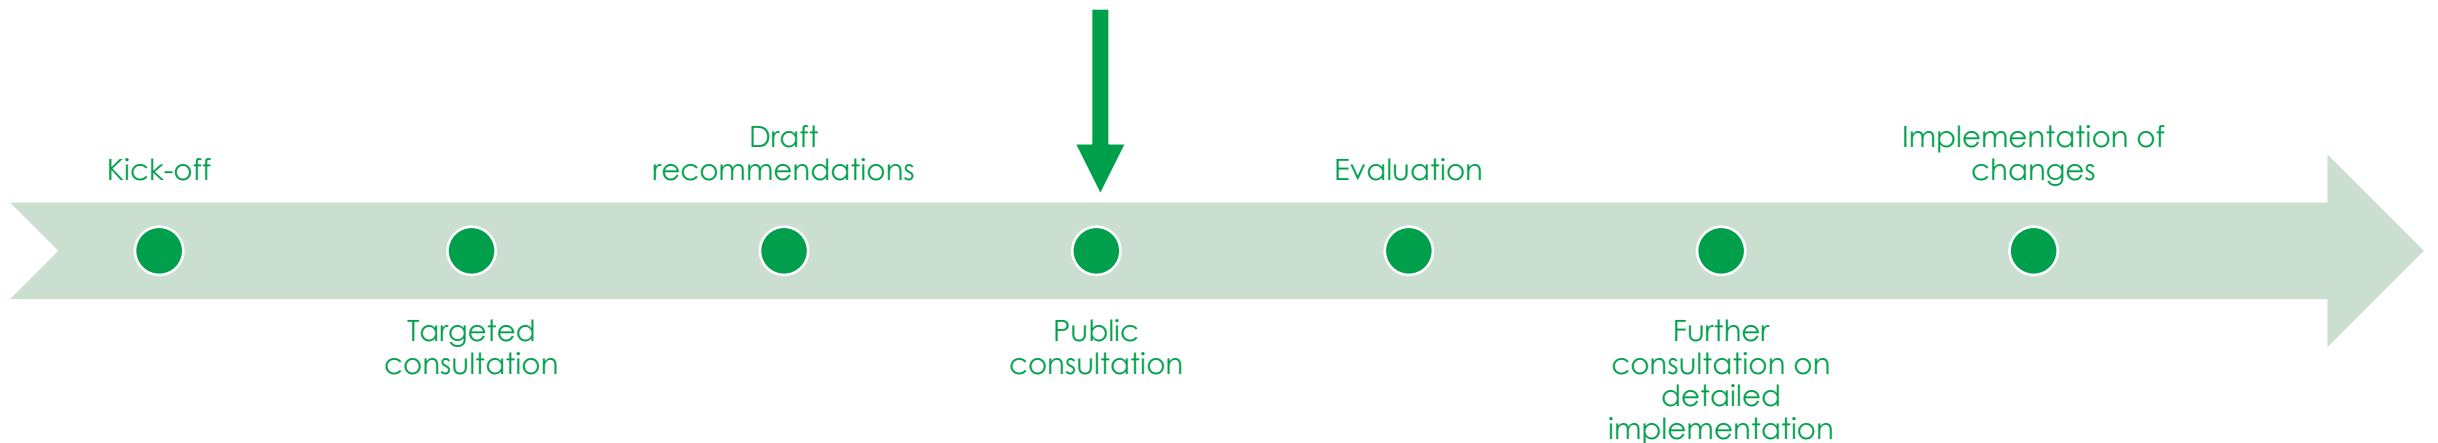 Kick-off
Targeted
consultation
Draft
recommendations
Public
consultation
Evaluation
Further
consultation on
detailed
implementation
Implementation of
changes